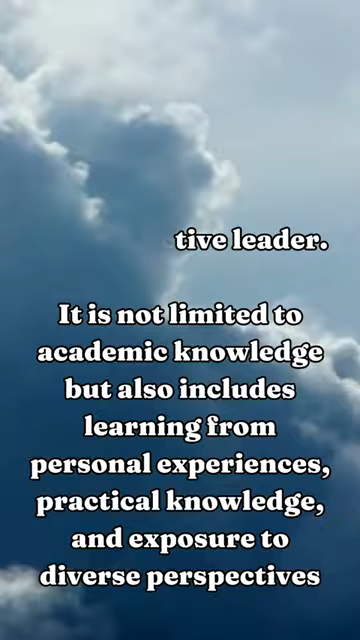 tive leader.
It is not limited to
academic knowledge
but also includes
learning from
personal experiences,
practical knowledge,
and exposure to
diverse perspectives